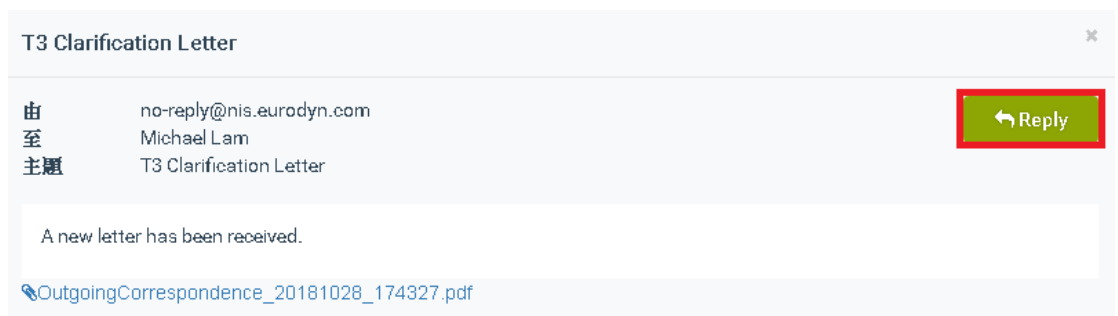 T3 Clarification Letter
×
由 no-reply@nis.eurodyn.com
Reply
至 Michael Lam
主題 T3 Clarification Letter
A new letter has been received.
OutgoingCorrespondence_20181028_174327.pdf